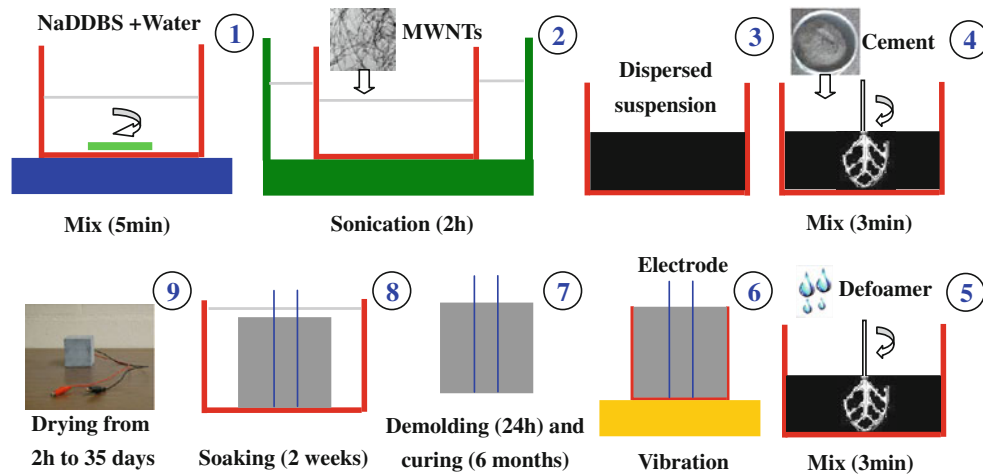 NaDDBS +Water
1
Mix (5min)
MWNTs
2
Sonication (2h)
3
Dispersed
suspension
Cement
4
Mix (3min)
Defoamer
5
Mix (3min)
Electrode
6
Vibration
7
Demolding (24h) and
curing (6 months)
8
Soaking (2 weeks)
9
Drying from
2h to 35 days